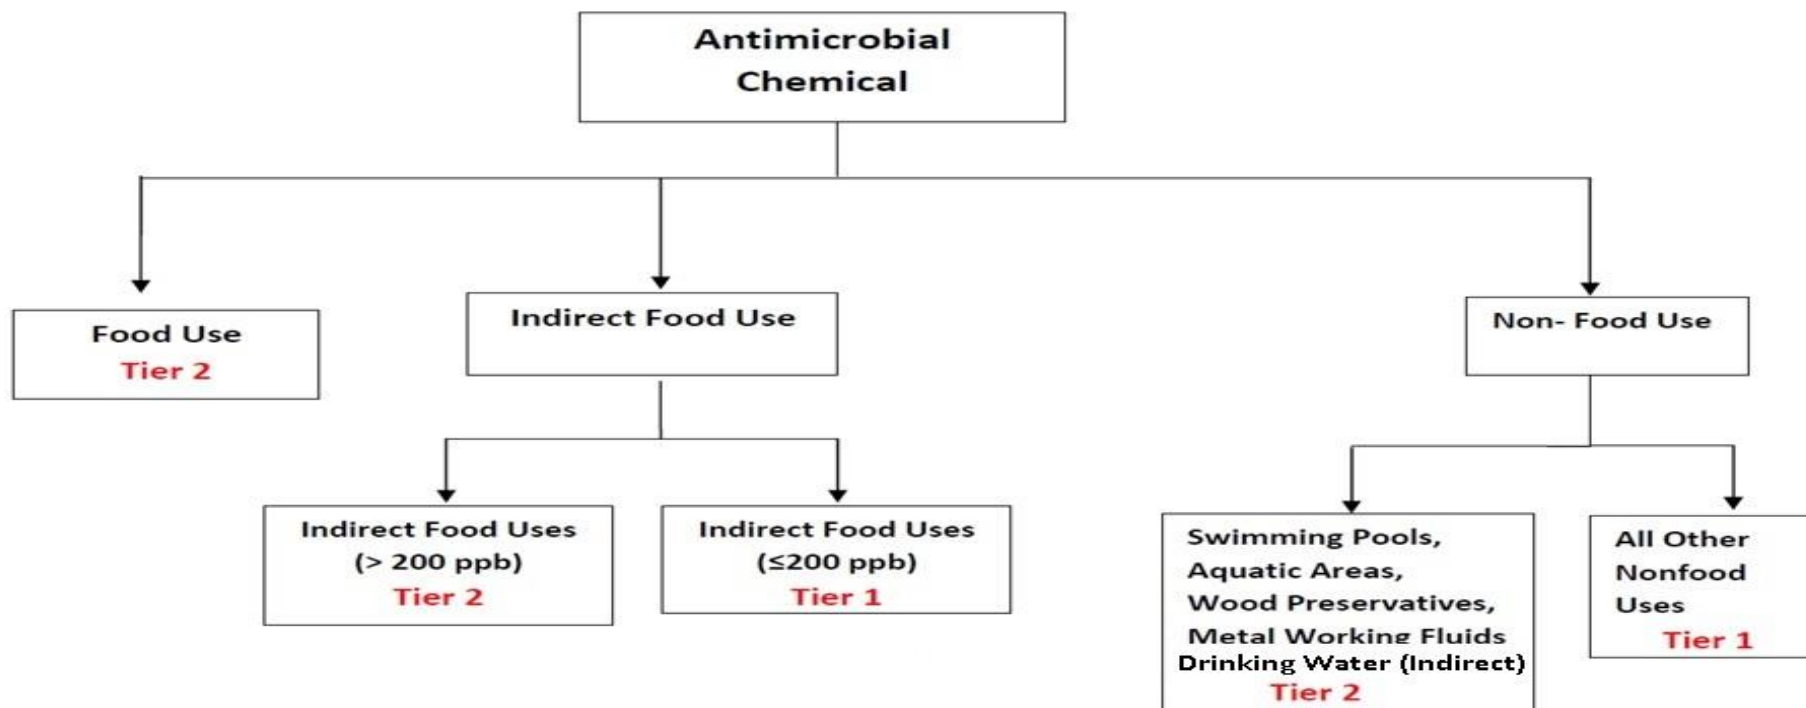 Antimicrobial
Chemical
Food Use
Tier 2
Indirect Food Use
Non- Food Use
Indirect Food Uses
(> 200 ppb)
Tier 2
Indirect Food Uses
(≤200 ppb)
Tier 1
Swimming Pools,
Aquatic Areas,
Wood Preservatives,
Metal Working Fluids
Drinking Water (Indirect)
Tier 2
All Other
Nonfood
Uses
Tier 1